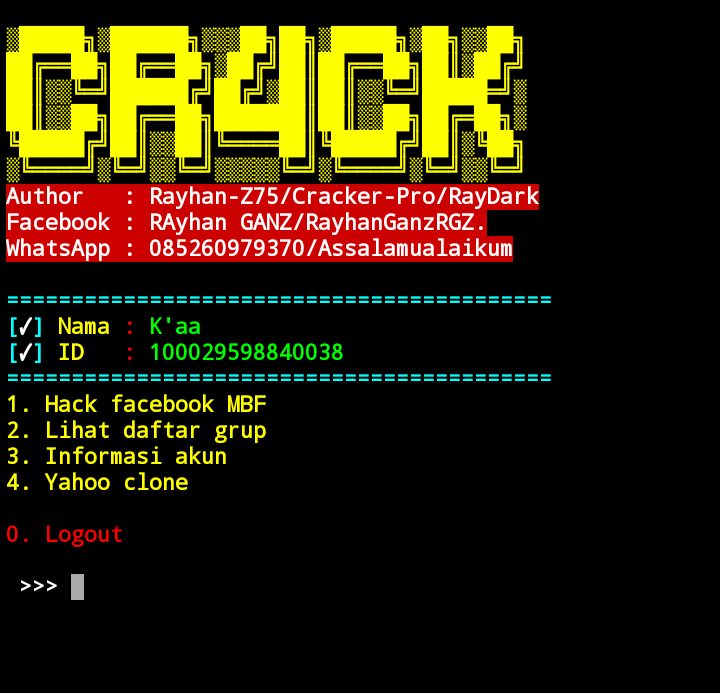 CR4CK
Author   : Rayhan-Z75/Cracker-Pro/RayDark
Facebook : RAyhan GANZ/RayhanGanzRGZ.
WhatsApp : 085260979370/Assalamualaikum
==========================================
[✓] Nama : K'aa
[✓] ID   : 100029598840038
==========================================
1. Hack facebook MBF
2. Lihat daftar grup
3. Informasi akun
4. Yahoo clone
0. Logout
>>>